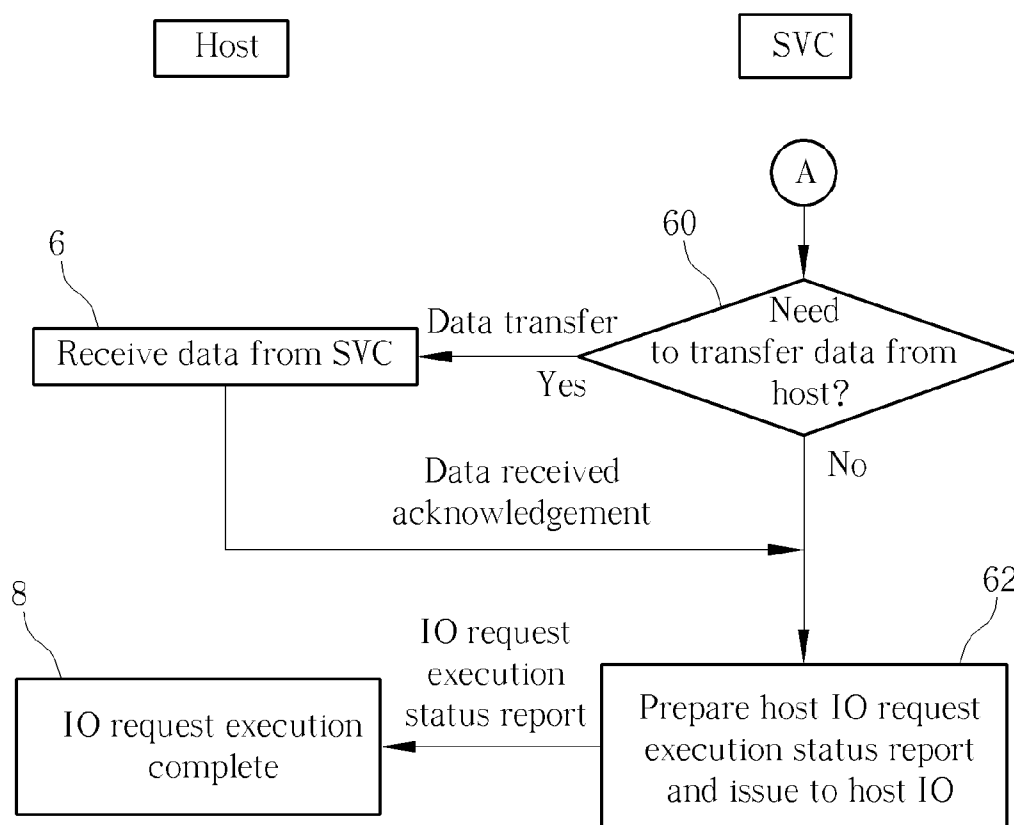 Host
SVC
A
60
6
Need
to transfer data from
host?
Data transfer
Yes
Receive data from SVC
No
Data received
acknowledgement
62
8
IO request
execution
status report
Prepare host IO request
execution status report
and issue to host IO
IO request execution
complete